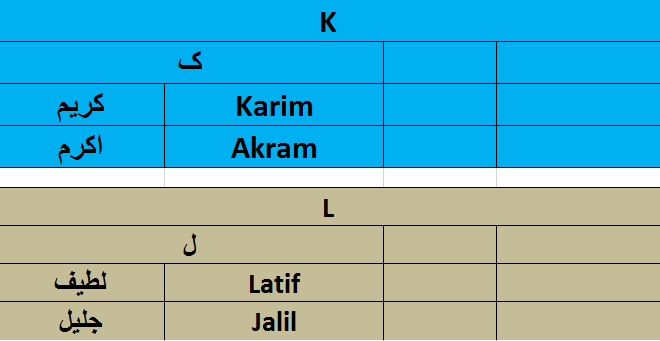 K
ک
کریم Karim
اکرم Akram
L
ل
لطیف Latif
جلیل Jalil